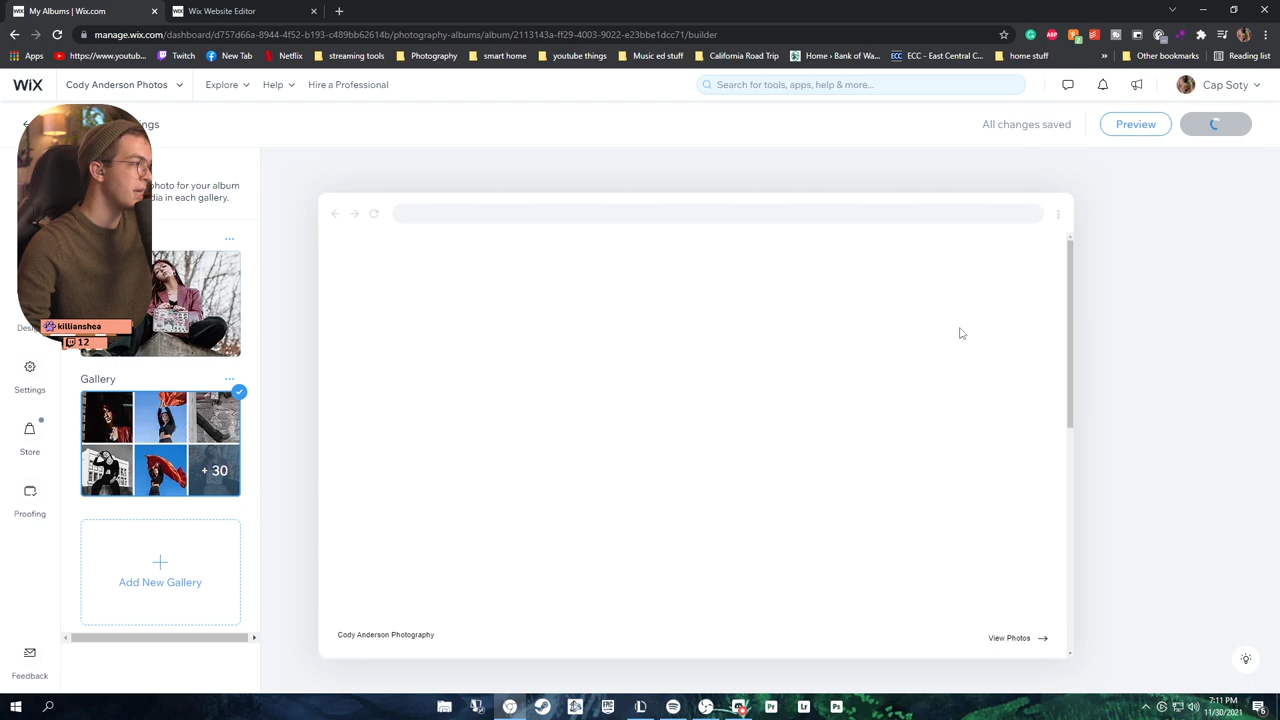 WiX My Albums | Wix.com
WiX Wix Website Editor
manage.wix.com/dashboard/d757d66a-8944-4f52-b193-c489bb62614b/photography-albums/album/2113143a-ff29-4003-9022-e23bbe1dcc71/builder
Apps
https://www.youtub...
Twitch
Netflix
streaming tools
Photography
smart home
youtube things
Music ed stuff
California Road Tri
Home ‹ Bank of Wa...
ECC - East Central C...
home stuff
»
Other bookmarks
Reading list
WiX
Cody Anderson Photos
Explore
Help
Hire a Professional
Search for tools, apps, help & more...
Cap Soty
All changes saved
Preview
photo for your album
dia in each gallery.
killianshea
12
Settings
Store
Proofing
Feedback
Gallery
+ 30
Add New Gallery
Cody Anderson Photography
View Photos
7:11 PM
11/30/2021